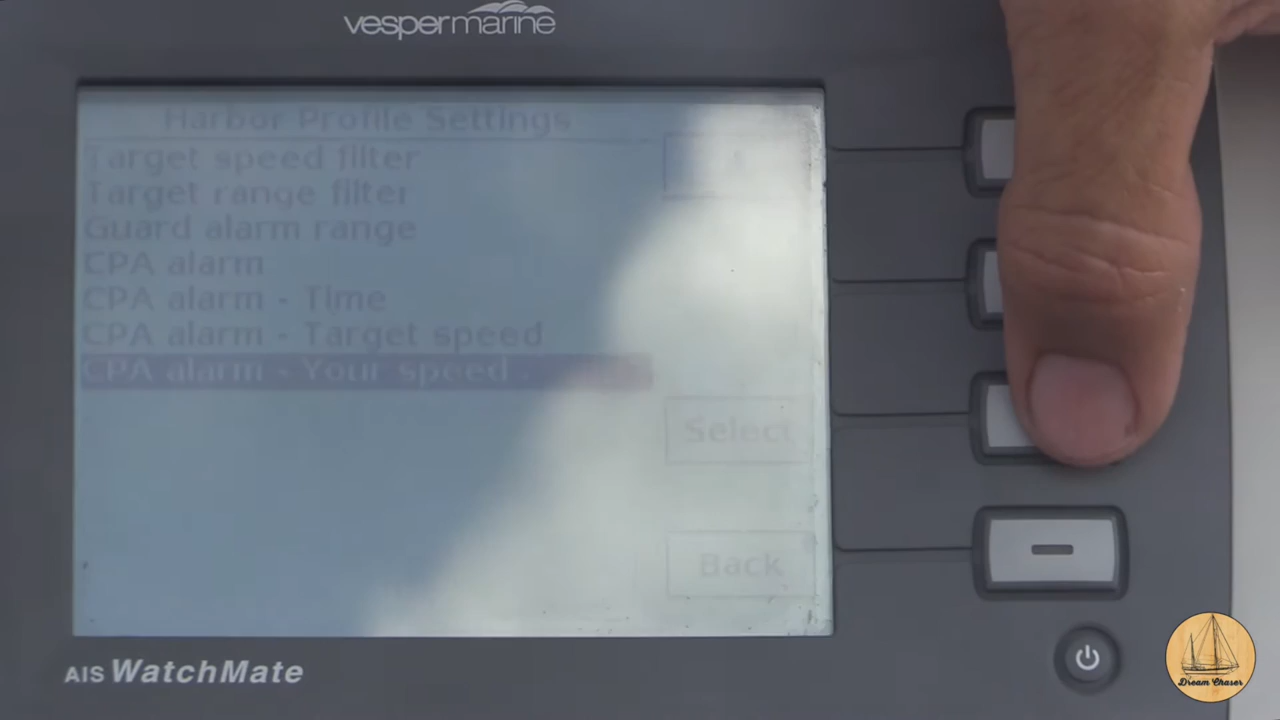 vespermarine
Harbor Profile Settings
Target speed filter
Target range filter
Guard alarm range
CPA alarm
CPA alarm - Time
CPA alarm - Target speed
CPA alarm - Your speed
Select
Back
AIS WatchMate
Dream Chaser